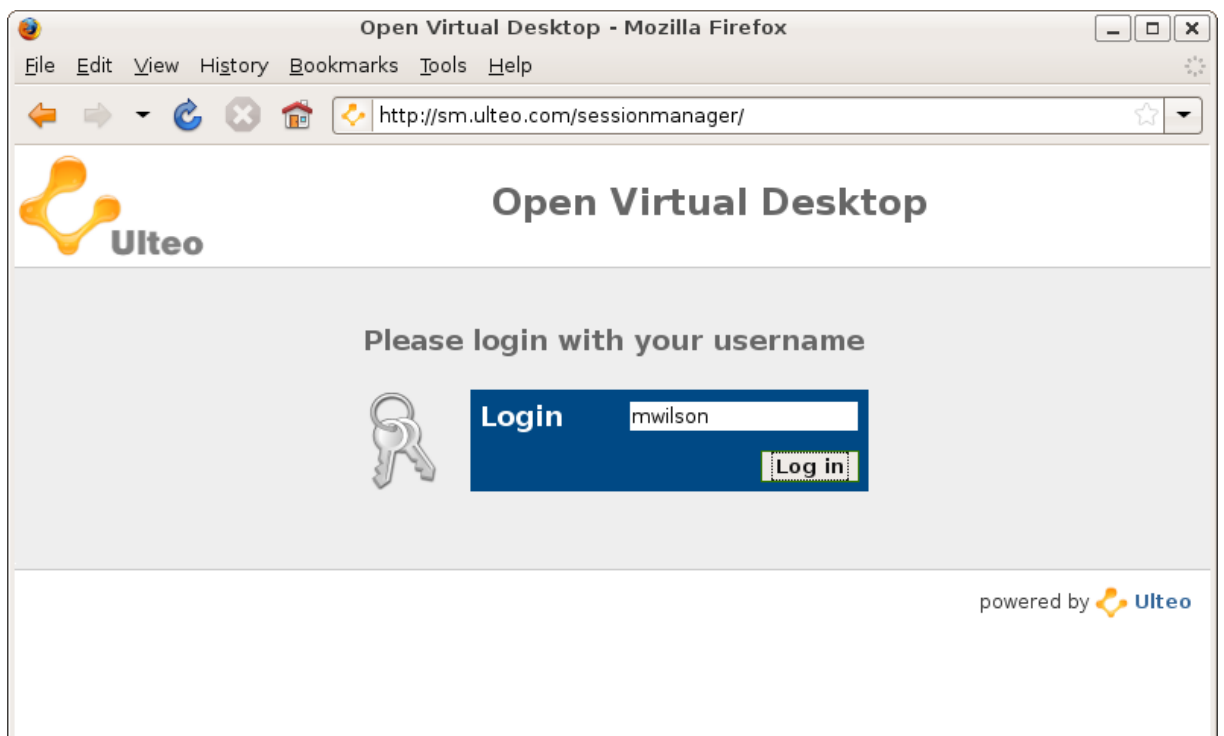 Open Virtual Desktop - Mozilla Firefox
File Edit View History Bookmarks Tools Help
http://sm.ulteo.com/sessionmanager/
Ulteo
Open Virtual Desktop
Please login with your username
Login mwilson
Log in
powered by Ulteo